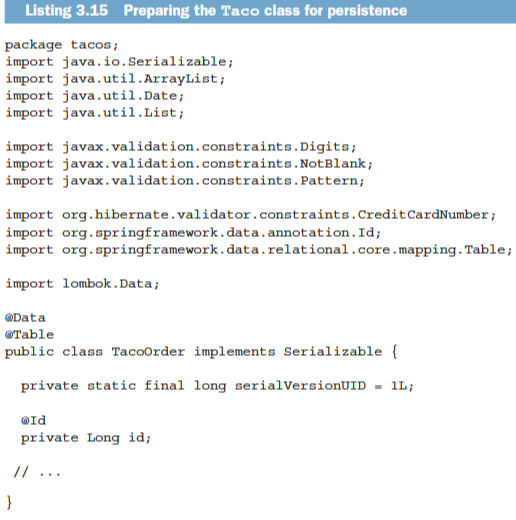 Listing 3.15 Preparing the Taco class for persistence
package tacos;
import java.io.Serializable;
import java.util.ArrayList;
import java.util.Date;
import java.util.List;
import javax.validation.constraints.Digits;
import javax.validation.constraints.NotBlank;
import javax.validation.constraints.Pattern;
import org.hibernate.validator.constraints.CreditCardNumber;
import org.springframework.data.annotation.Id;
import org.springframework.data.relational.core.mapping.Table;
import lombok.Data;
@Data
@Table
public class TacoOrder implements Serializable {
private static final long serialVersionUID = 1L;
@Id
private Long id;
// ...
}